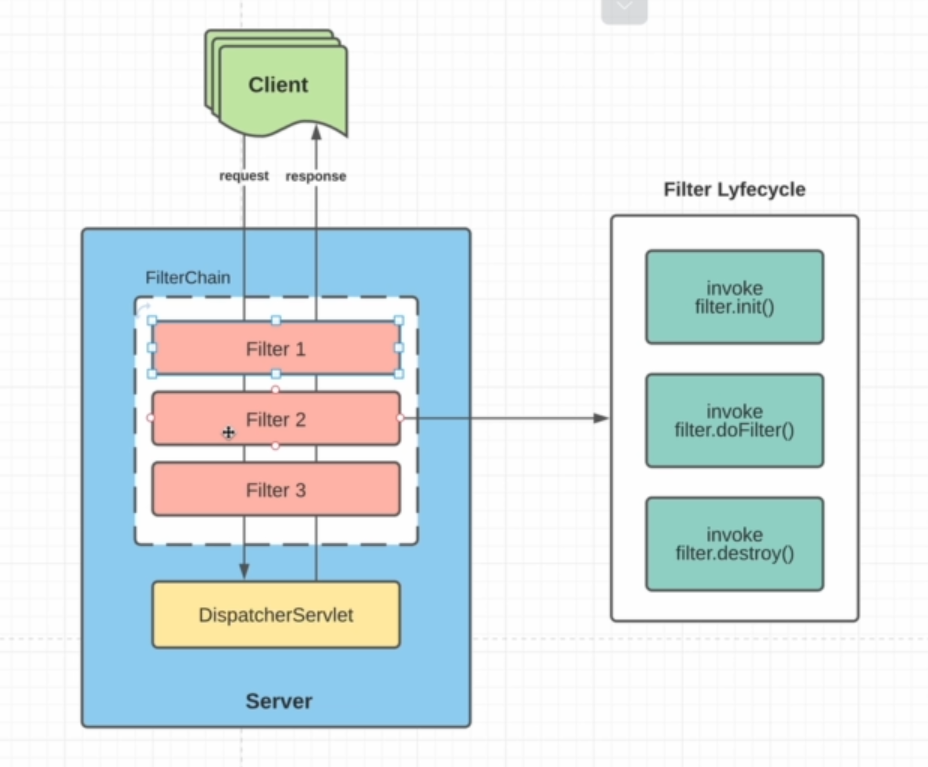 Client
request
response
Filter Lyfecycle
FilterChain
invoke
filter.init()
Filter 1
invoke
filter.doFilter()
Filter 2
Filter 3
invoke
filter.destroy()
DispatcherServlet
Server